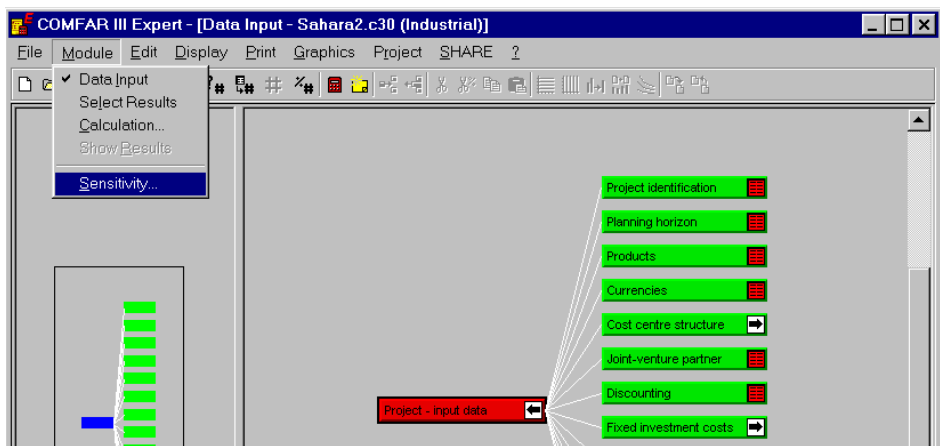 COMFAR III Expert - [Data Input - Sahara2.c30 (Industrial)]
File Module Edit Display Print Graphics Project SHARE ?
Data Input
Select Results
Calculation...
Show Results
Sensitivity...
Project identification
Planning horizon
Products
Currencies
Cost centre structure
Joint-venture partner
Discounting
Project - input data
Fixed investment costs